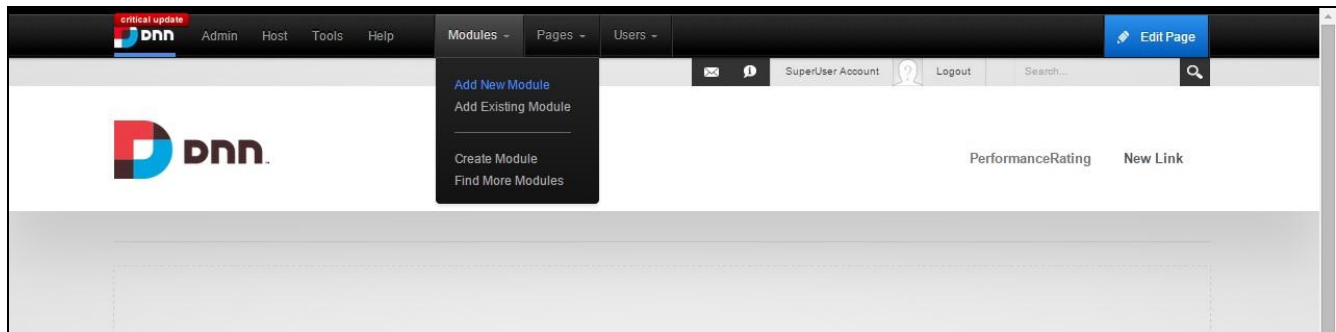 critical update
DNN Admin Host Tools Help Modules Pages Users Edit Page
SuperUser Account Logout Search...
Add New Module
Add Existing Module
Create Module
Find More Modules
DNN
PerformanceRating New Link